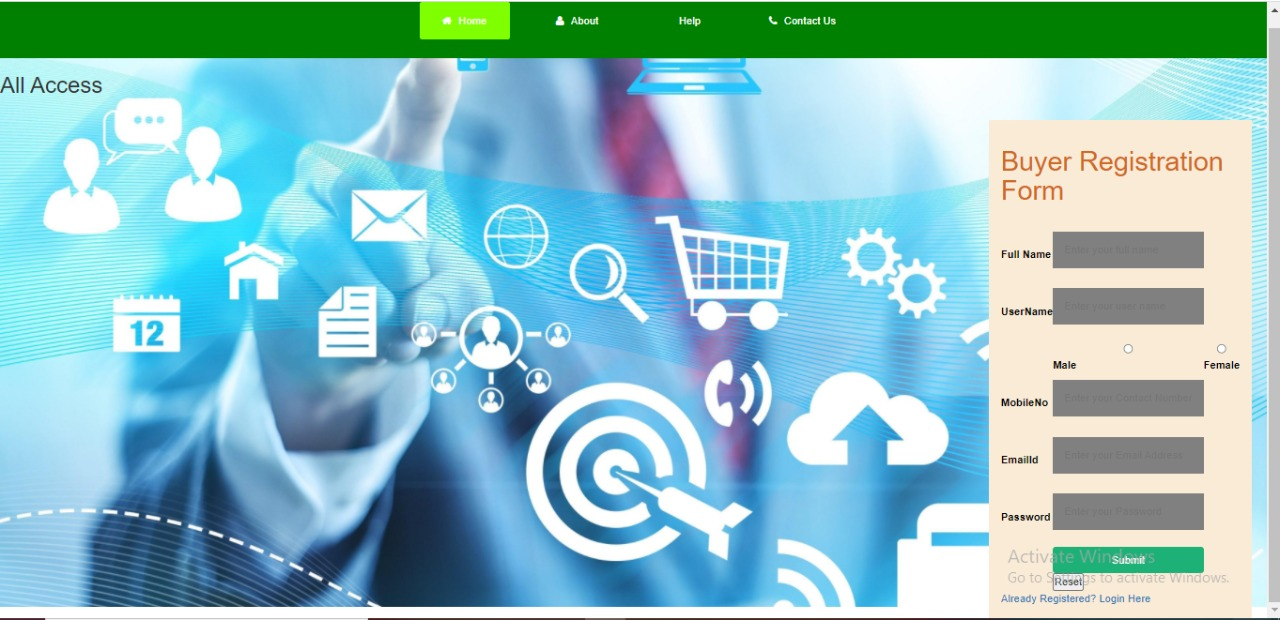 Home About Help Contact Us
All Access
Buyer Registration
Form
Full Name Enter your full name
UserName Enter your user name
Male Female
MobileNo Enter your Contact Number
EmailId Enter your Email Address
Password Enter your Password
12
Activate Windows
Submit
Go to Settings to activate Windows.
Reset
Already Registered? Login Here